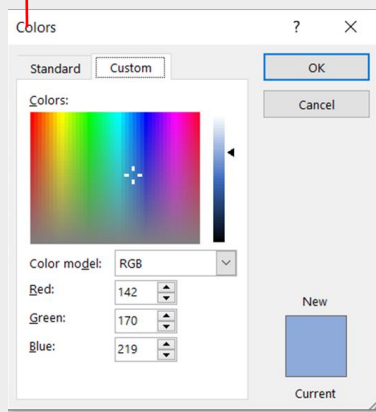 Colors ? ×
Standard Custom OK
Cancel
Colors:
Color model: RGB
Red: 142
Green: 170
Blue: 219
New
Current